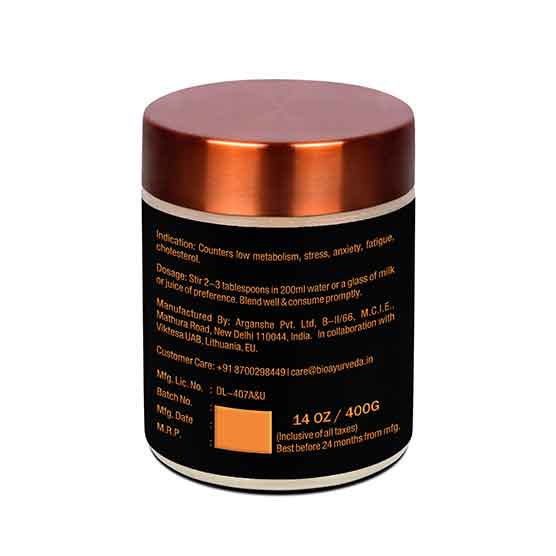 Indication: Counters low metabolism, stress, anxiety, fatigue,
cholesterol.
Dosage: Stir 2–3 tablespoons in 200ml water or a glass of milk
or juice of preference. Blend well & consume promptly.
Manufactured By: Arganshe Pvt. Ltd, B–II/66, M.C.I.E.,
Mathura Road, New Delhi 110044, India. In collaboration with
Viktesa UAB, Lithuania, EU.
Customer Care: +91 8700298449 | care@bioayurveda.in
Mfg. Lic. No. : DL–407A&U
Batch No. :
Mfg. Date :
M.R.P. :
14 OZ / 400G
(Inclusive of all taxes)
Best before 24 months from mfg.